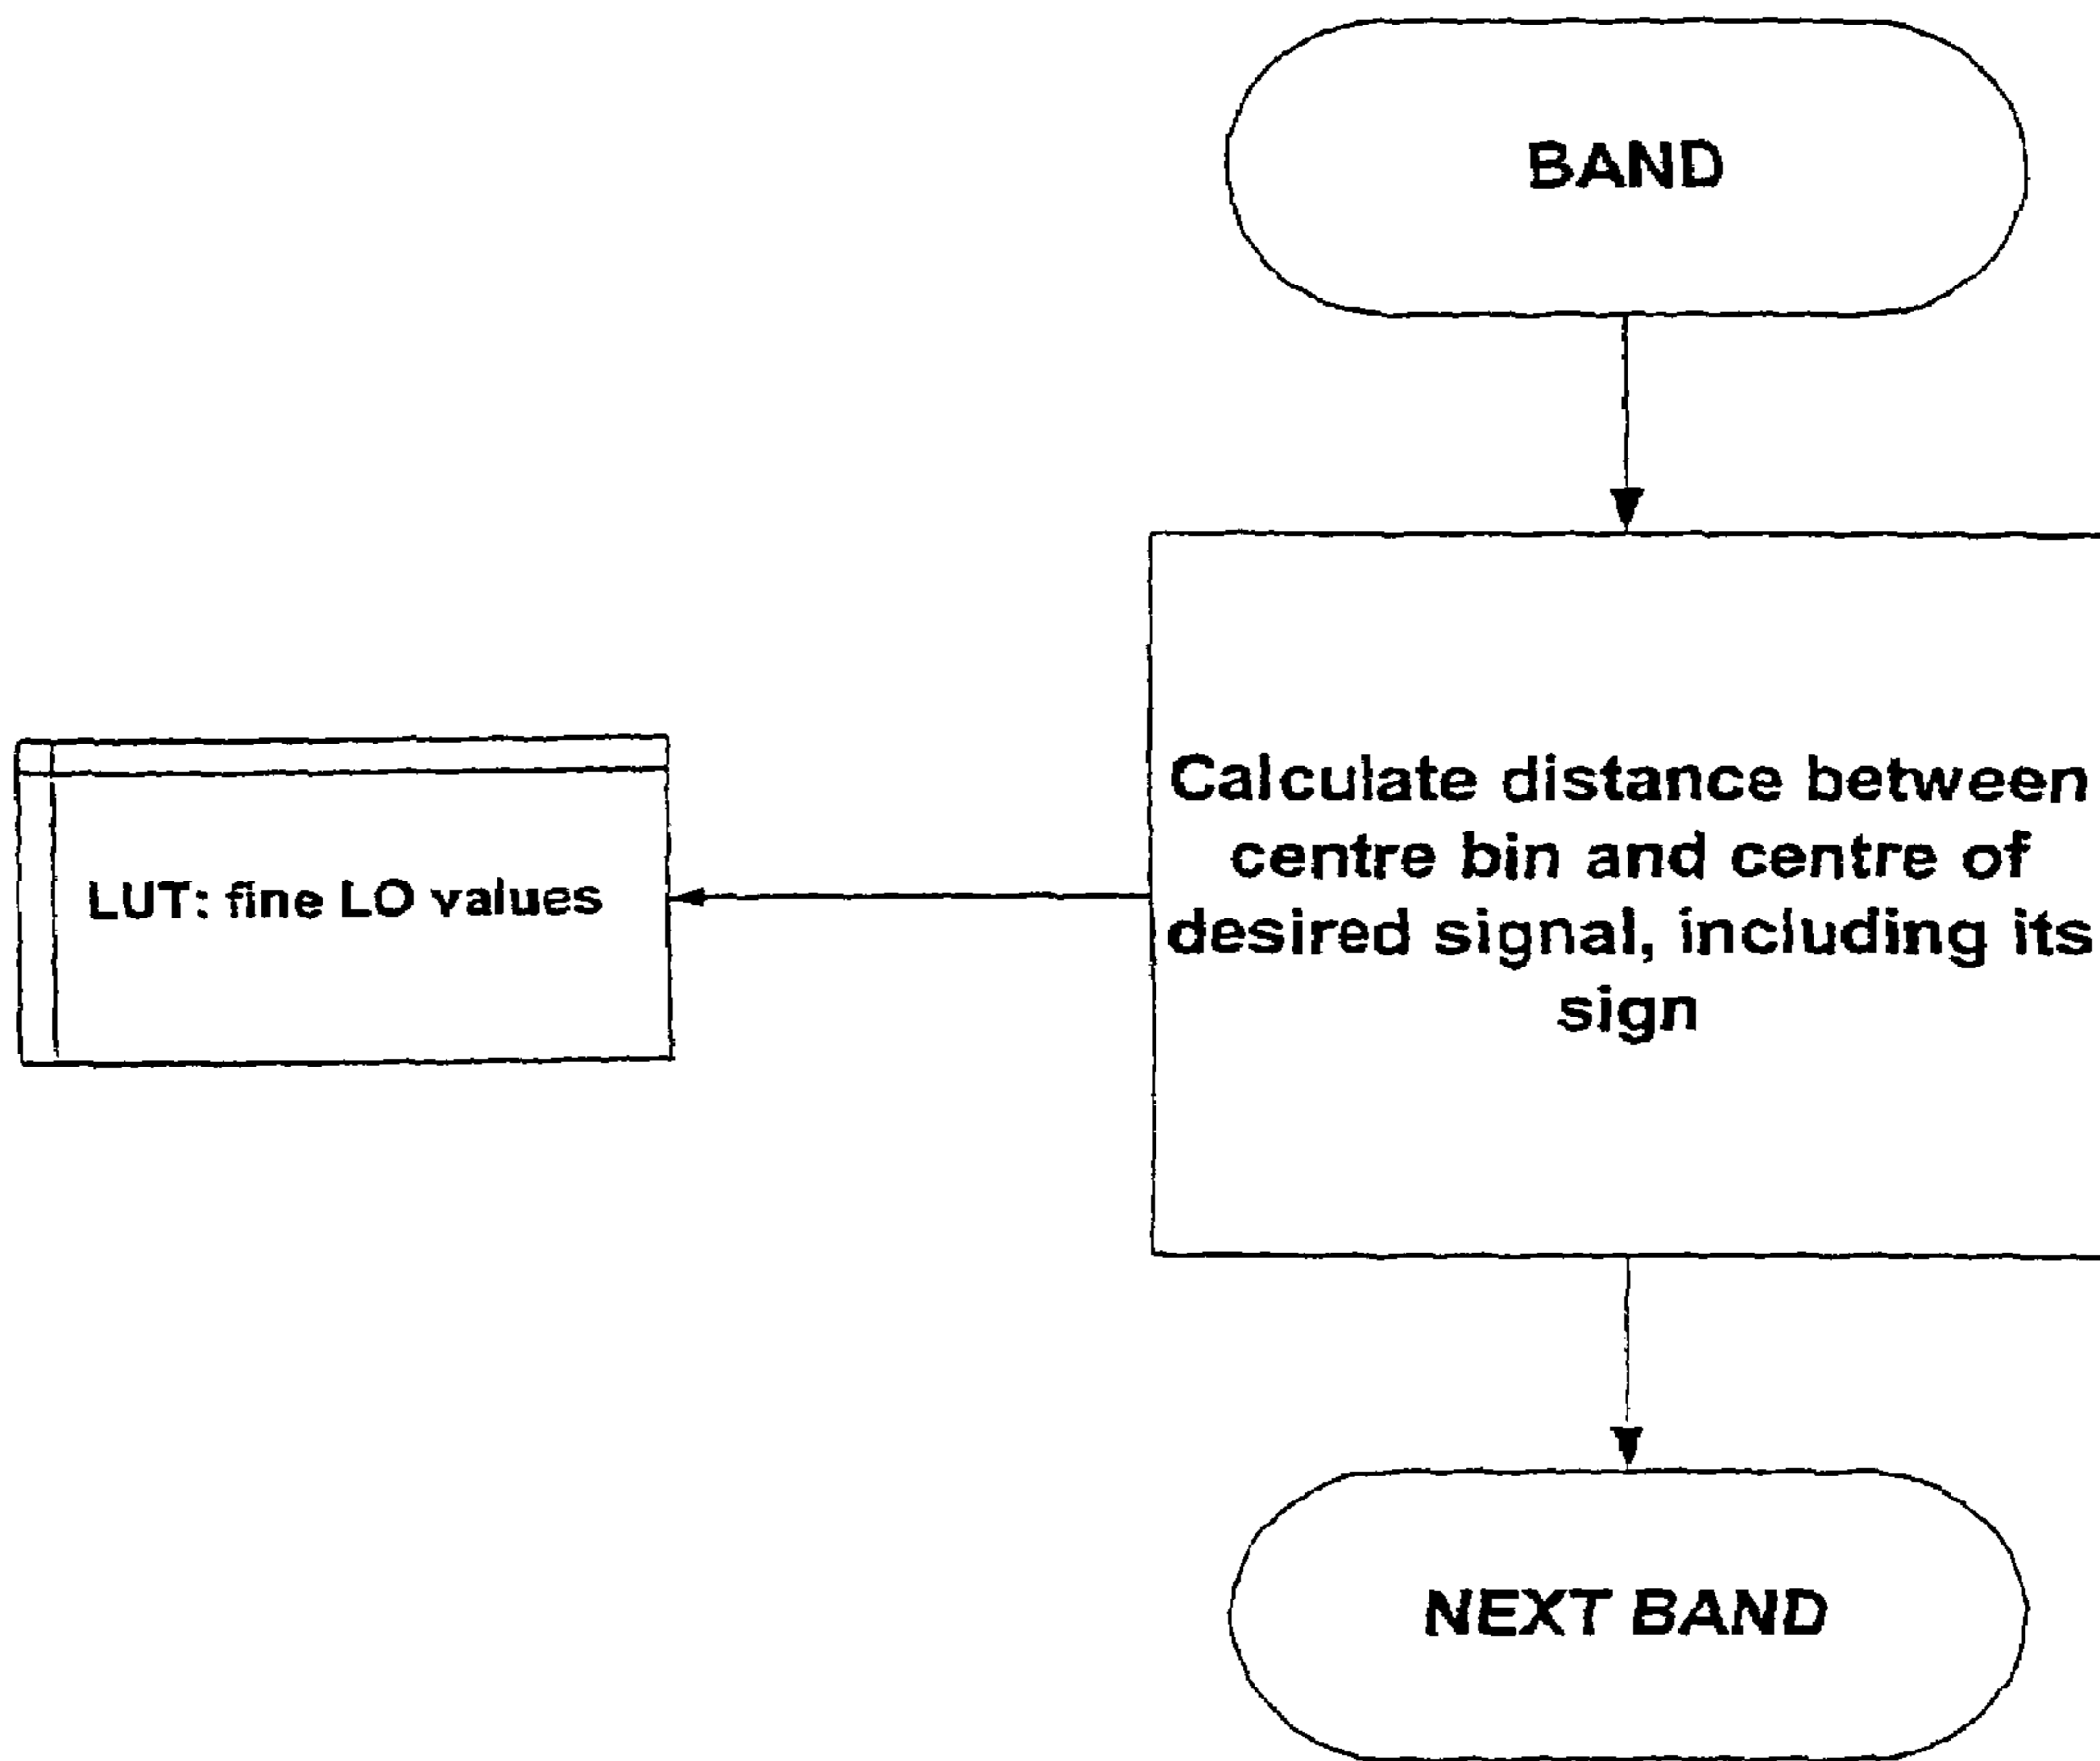 BAND
Calculate distance between
centre bin and centre of
desired signal, including its
sign
LUT: fine LO values
NEXT BAND